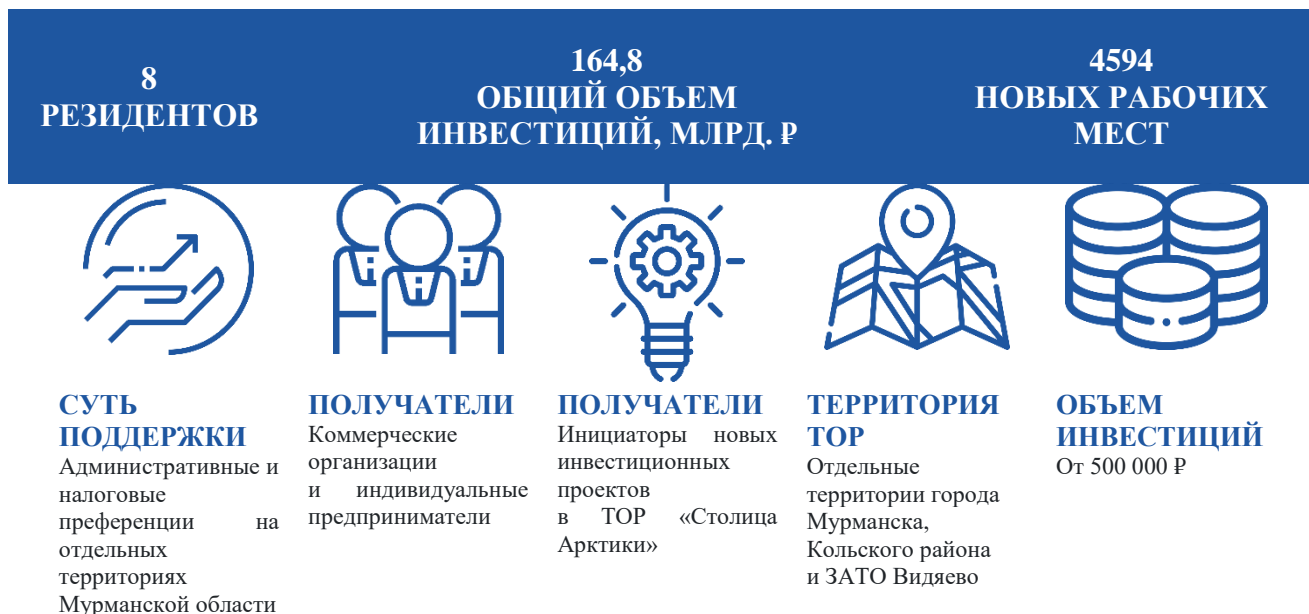 8
РЕЗИДЕНТОВ
164,8
ОБЩИЙ ОБЪЕМ
ИНВЕСТИЦИЙ, МЛРД. ₽
4594
НОВЫХ РАБОЧИХ
МЕСТ
СУТЬ
ПОДДЕРЖКИ
Административные и
налоговые
преференции на
отдельных
территориях
Мурманской области
ПОЛУЧАТЕЛИ
Коммерческие
организации
и индивидуальные
предприниматели
ПОЛУЧАТЕЛИ
Инициаторы новых
инвестиционных
проектов
в ТОР «Столица
Арктики»
ТЕРРИТОРИЯ
ТОР
Отдельные
территории города
Мурманска,
Кольского района
и ЗАТО Видяево
ОБЪЕМ
ИНВЕСТИЦИЙ
От 500 000 ₽